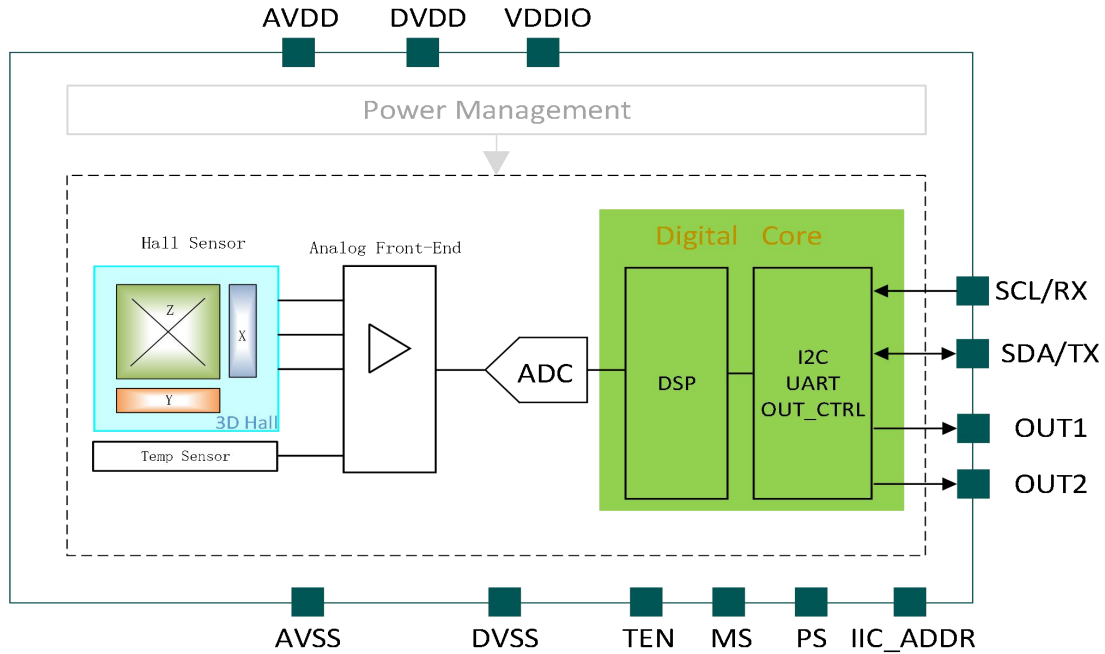 AVDD DVDD VDDIO
Power Management
Hall Sensor
Analog Front-End
Digital Core
Z
X
Y
3D Hall
Temp Sensor
ADC
DSP
I2C
UART
OUT_CTRL
SCL/RX
SDA/TX
OUT1
OUT2
AVSS DVSS TEN MS PS IIC_ADDR